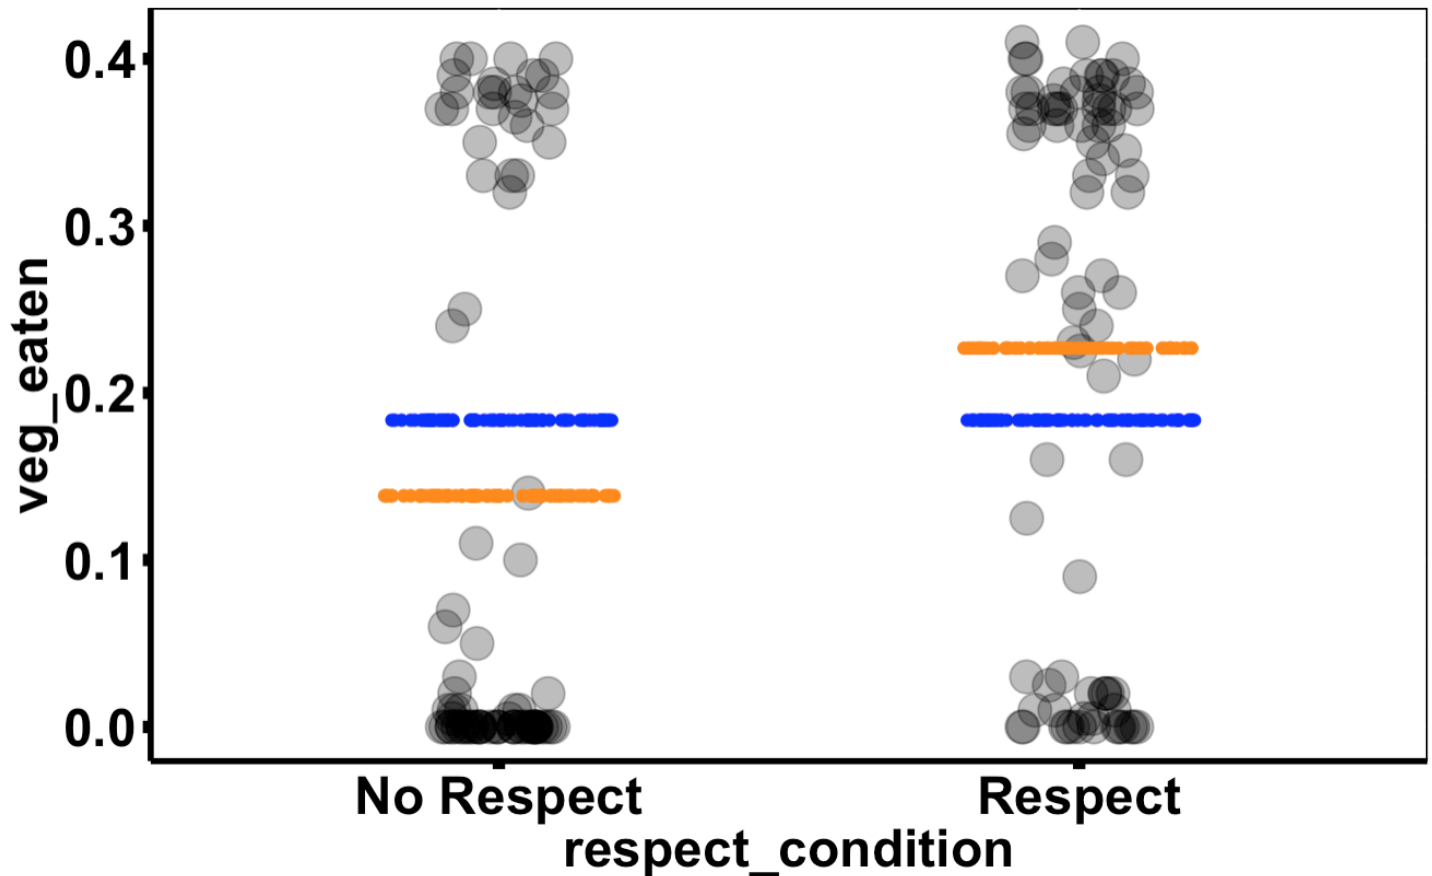 veg_eaten
0.4
0.3
0.2
0.1
0.0
No Respect
Respect
respect_condition